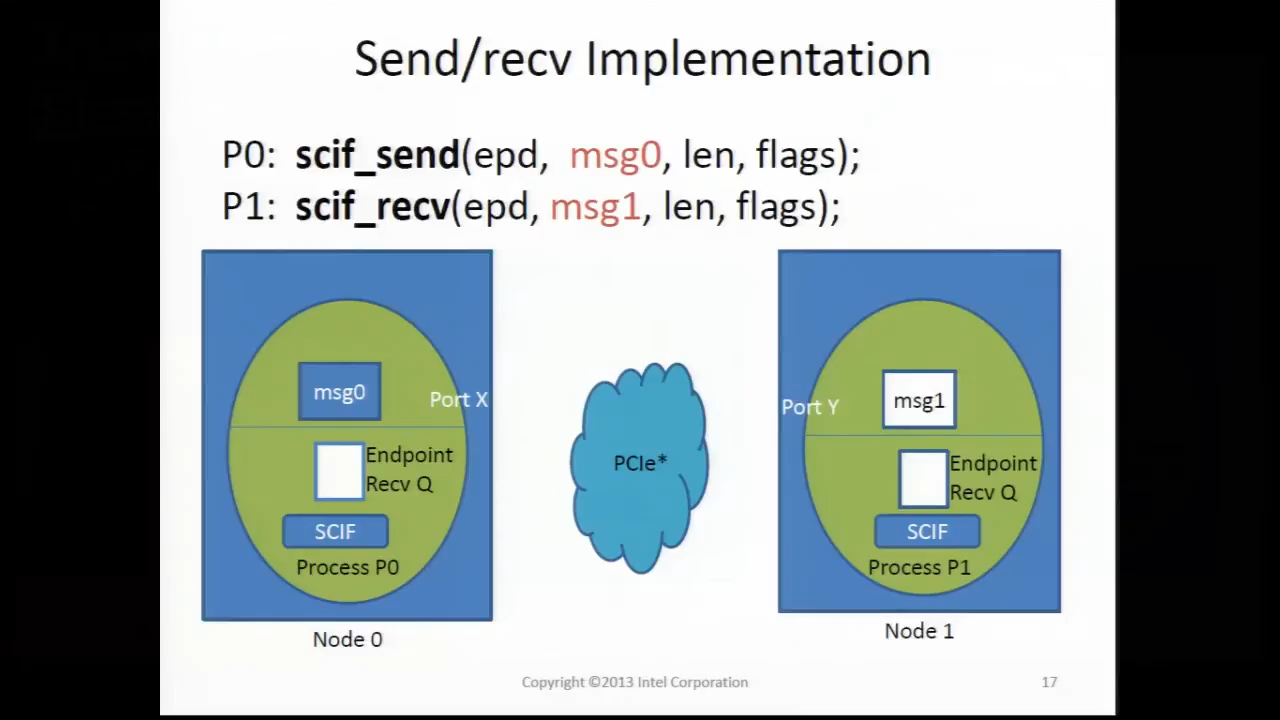 Send/recv Implementation
P0: scif_send(epd, msg0, len, flags);
P1: scif_recv(epd, msg1, len, flags);
msg0
Port X
Endpoint
Recv Q
SCIF
Process P0
Node 0
PCIe*
Port Y
msg1
Endpoint
Recv Q
SCIF
Process P1
Node 1
Copyright ©2013 Intel Corporation
17